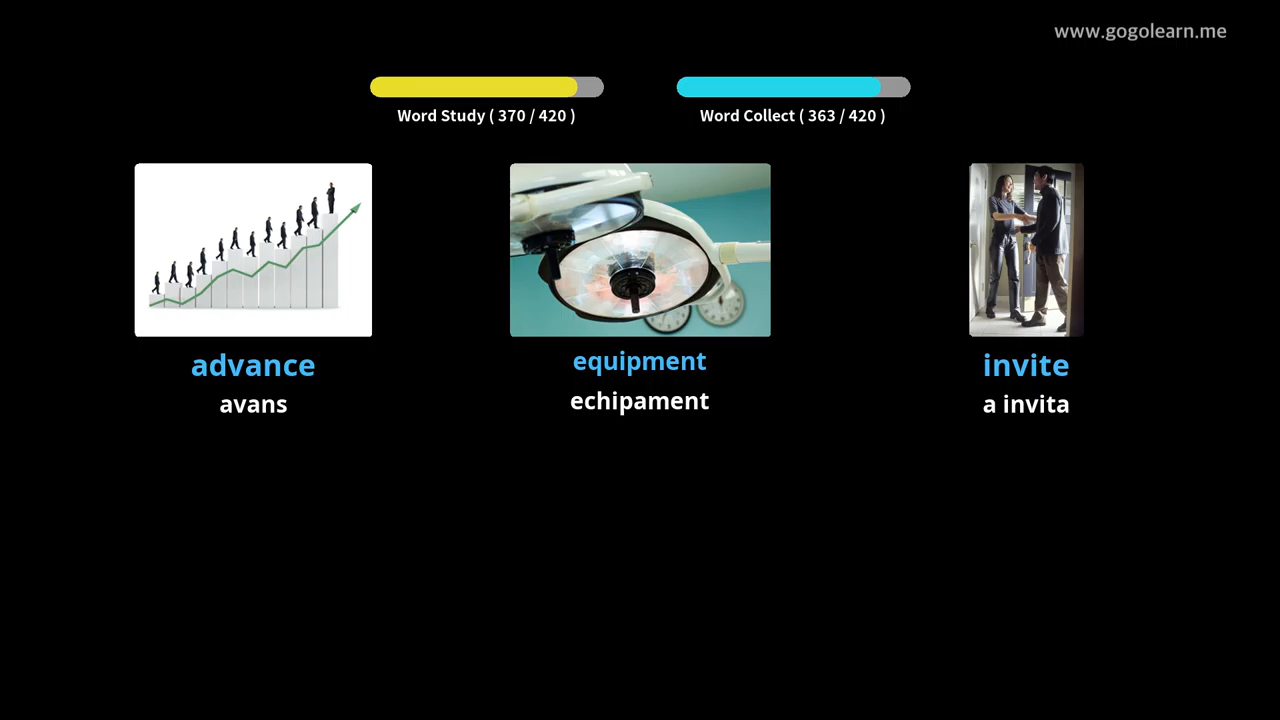 www.gogolearn.me
Word Study ( 370 / 420 )
Word Collect ( 363 / 420 )
advance
avans
equipment
echipament
invite
a invita